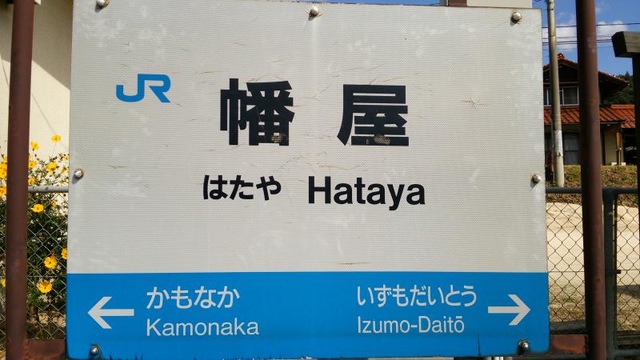 JR
幡屋
はたや Hataya
← かもなか いずもだいとう →
Kamonaka Izumo-Daitō